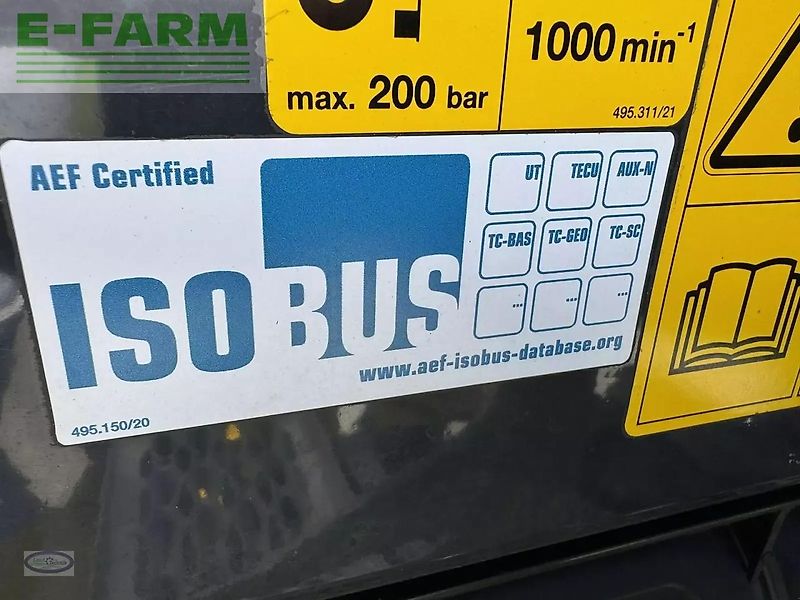 E-FARM
max. 200 bar
1000 min-1
495.311/21
AEF Certified
ISOBUS
UT
TECU
AUX-N
TC-BAS
TC-GEO
TC-SC
...
...
...
www.aef-isobus-database.org
495.150/20